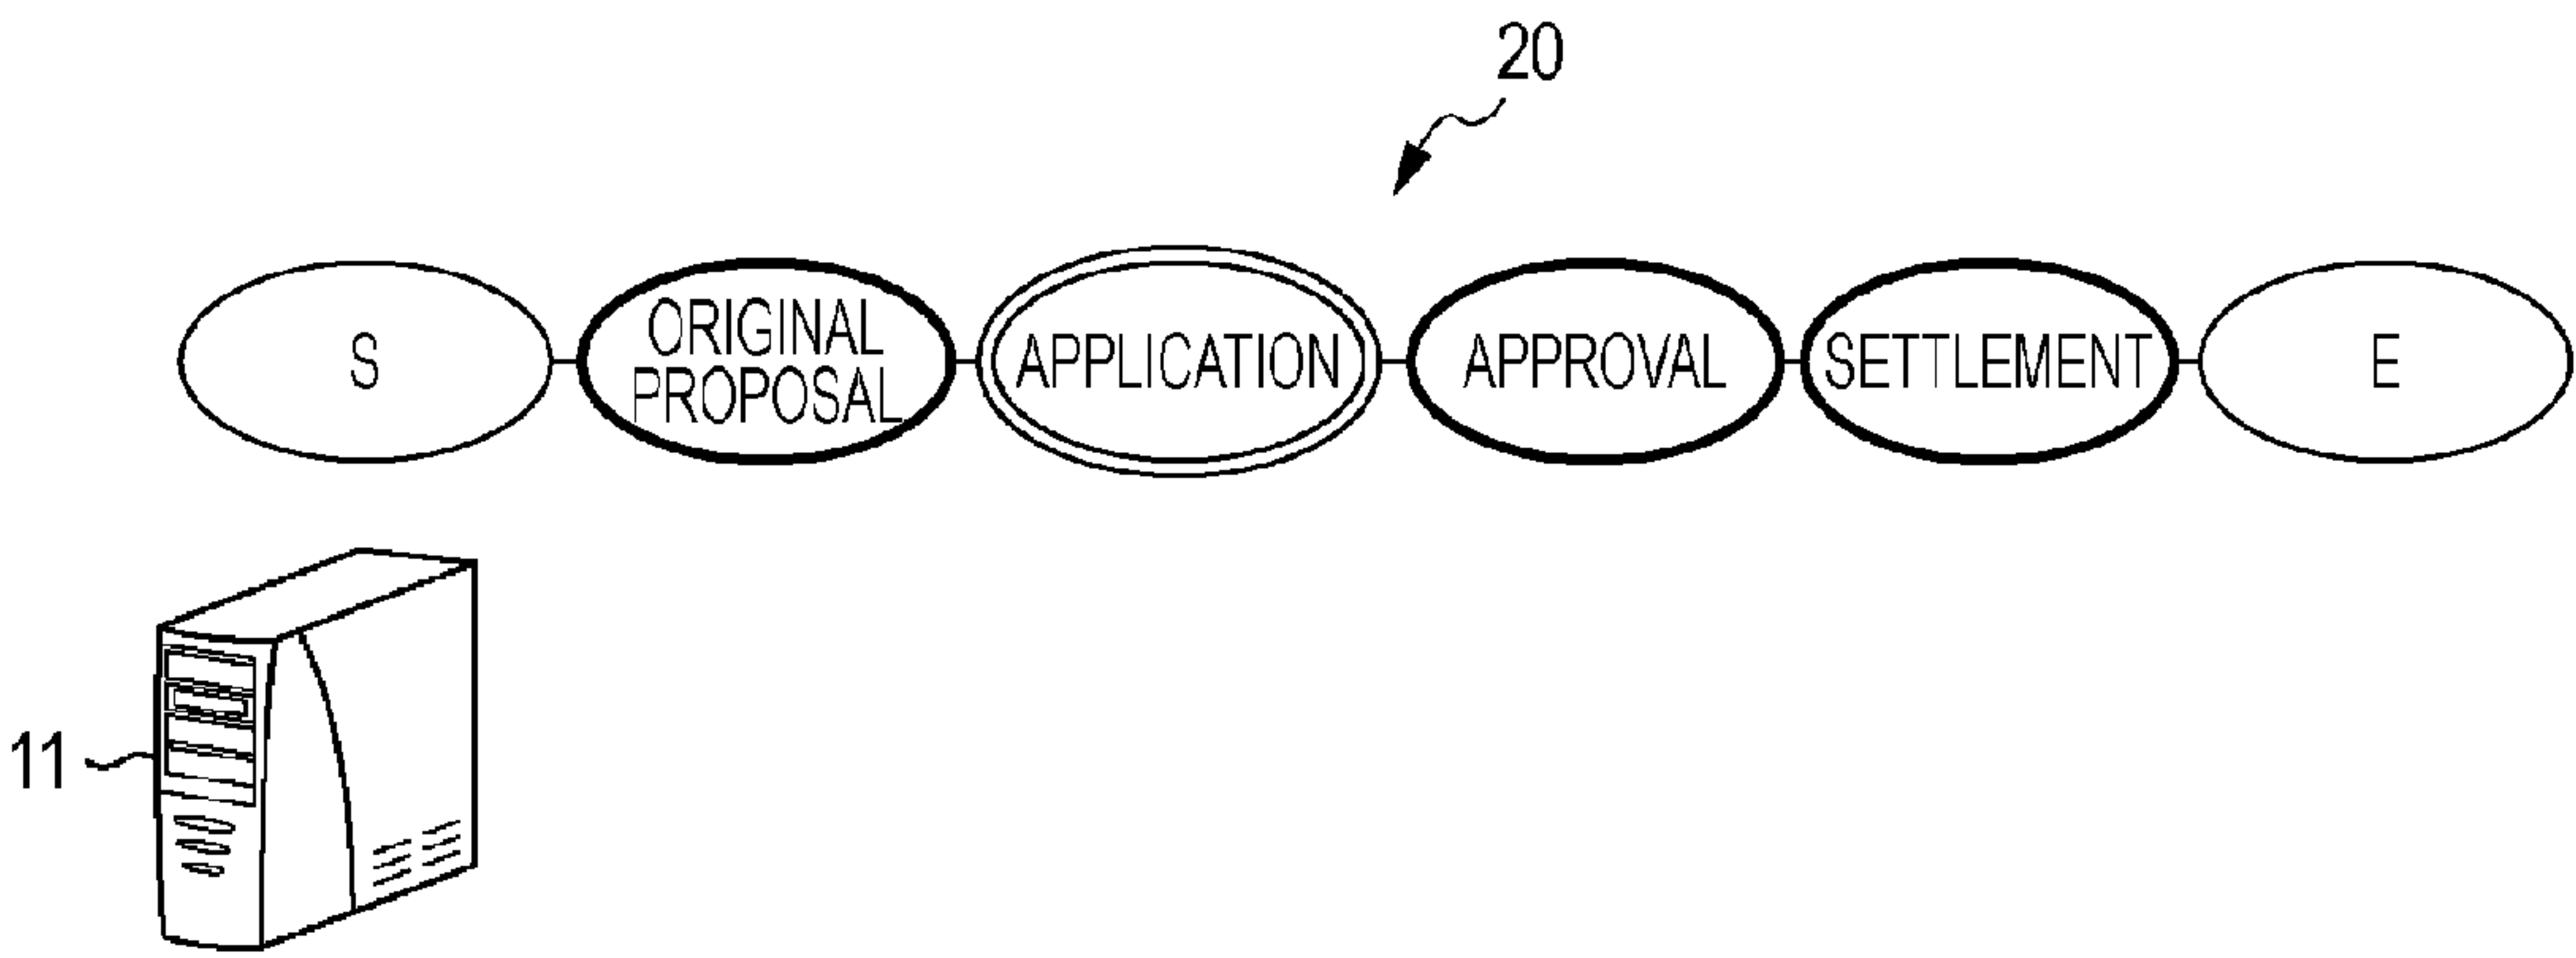 20
S
ORIGINAL
PROPOSAL
APPLICATION
APPROVAL
SETTLEMENT
E
11